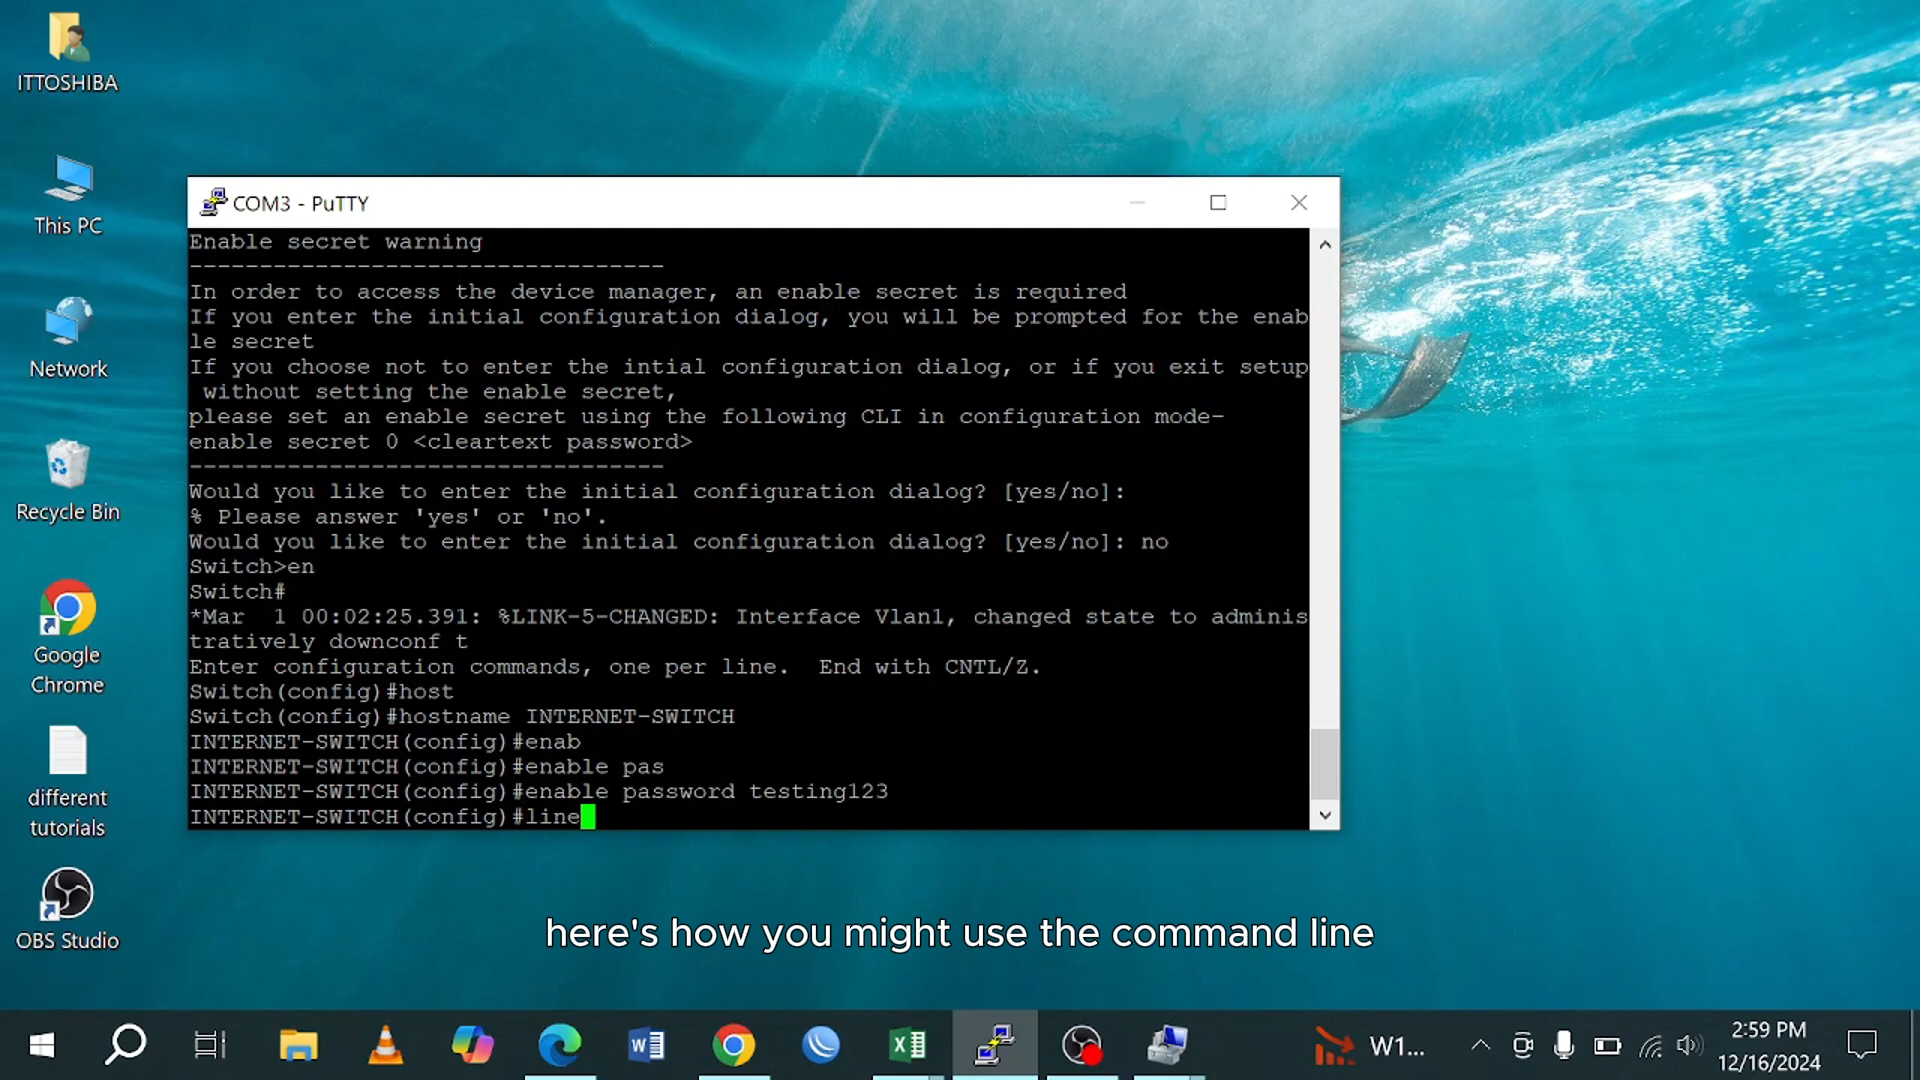 ITTOSHIBA
This PC
Network
Recycle Bin
Google
Chrome
different
tutorials
OBS Studio
COM3 - PuTTY
Enable secret warning
----------------------------------
In order to access the device manager, an enable secret is required
If you enter the initial configuration dialog, you will be prompted for the enab
le secret
If you choose not to enter the intial configuration dialog, or if you exit setup
 without setting the enable secret,
please set an enable secret using the following CLI in configuration mode-
enable secret 0 <cleartext password>
----------------------------------
Would you like to enter the initial configuration dialog? [yes/no]:
% Please answer 'yes' or 'no'.
Would you like to enter the initial configuration dialog? [yes/no]: no
Switch>en
Switch#
*Mar  1 00:02:25.391: %LINK-5-CHANGED: Interface Vlan1, changed state to adminis
tratively downconf t
Enter configuration commands, one per line.  End with CNTL/Z.
Switch(config)#host
Switch(config)#hostname INTERNET-SWITCH
INTERNET-SWITCH(config)#enab
INTERNET-SWITCH(config)#enable pas
INTERNET-SWITCH(config)#enable password testing123
INTERNET-SWITCH(config)#line
here's how you might use the command line
W1...
2:59 PM
12/16/2024